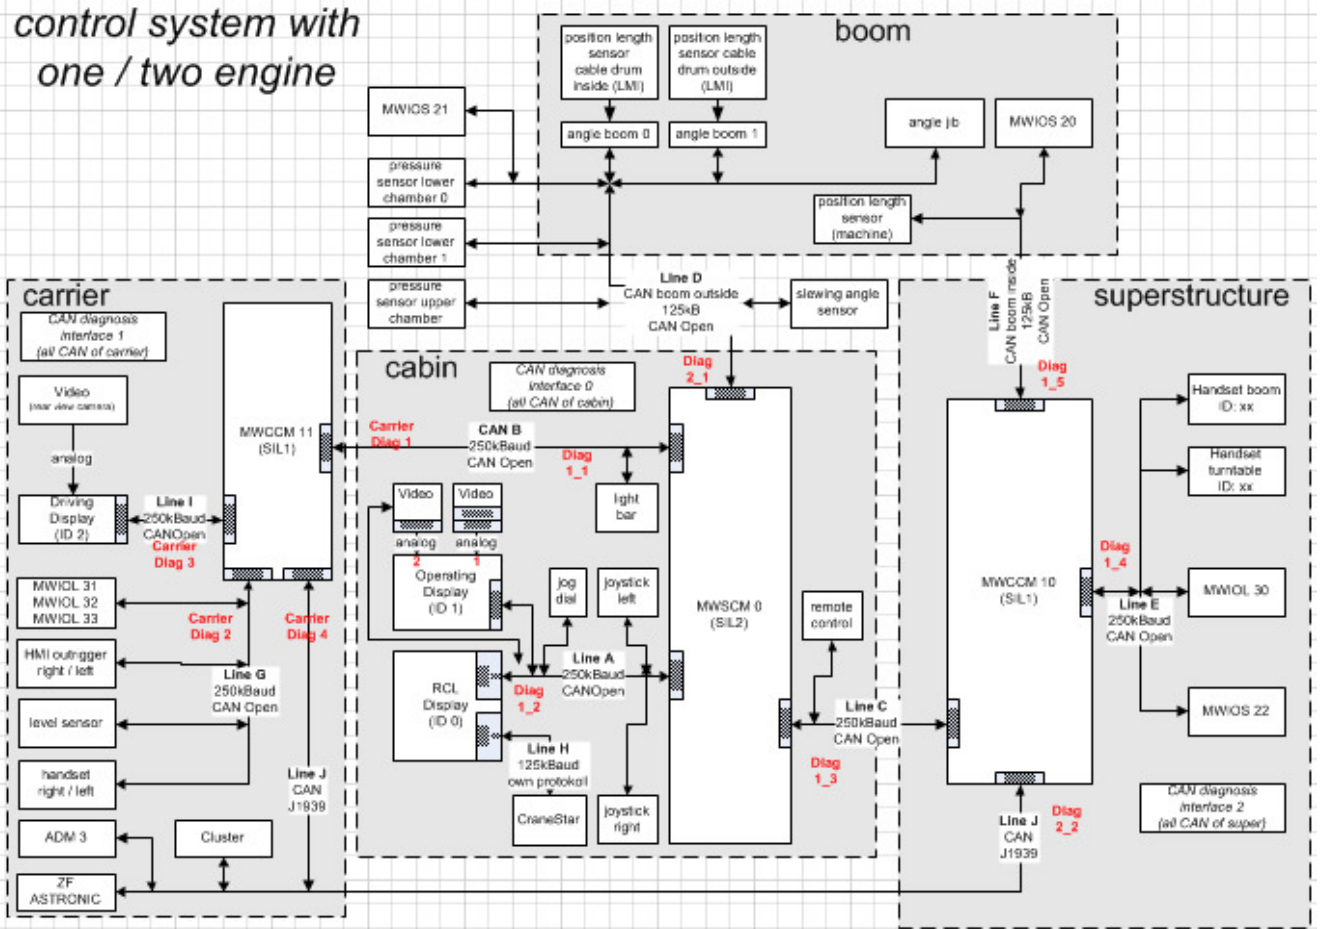 control system with
one / two engine
boom
position length
sensor
cable drum
inside (LMI)
position length
sensor cable
drum outside
(LMI)
angle boom 0
angle boom 1
angle jib
MWIOS 20
position length
sensor
(machine)
MWIOS 21
pressure
sensor lower
chamber 0
pressure
sensor lower
chamber 1
pressure
sensor upper
chamber
Line D
CAN boom outside
125kB
CAN Open
slewing angle
sensor
Line F
CAN boom inside
125kB
CAN Open
carrier
CAN diagnosis
interface 1
(all CAN of carrier)
Video
(rear view camera)
analog
Driving
Display
(ID 2)
Line I
250kBaud
CANOpen
Carrier
Diag 3
MWCCM 11
(SIL1)
MWIOL 31
MWIOL 32
MWIOL 33
Carrier
Diag 2
Carrier
Diag 4
HMI outrigger
right / left
Line G
250kBaud
CAN Open
level sensor
handset
right / left
Line J
CAN
J1939
ADM 3
Cluster
ZF
ASTRONIC
cabin
CAN diagnosis
interface 0
(all CAN of cabin)
Diag
2_1
Carrier
Diag 1
CAN B
250kBaud
CAN Open
Diag
1_1
light
bar
Video
Video
analog
2
analog
1
Operating
Display
(ID 1)
jog
dial
joystick
left
MWSCM 0
(SIL2)
RCL
Display
(ID 0)
Line A
250kBaud
CANOpen
Diag
1_2
Line H
125kBaud
own protokoll
CraneStar
joystick
right
remote
control
Line C
250kBaud
CAN Open
Diag
1_3
superstructure
Diag
1_5
MWCCM 10
(SIL1)
Handset boom
ID: xx
Handset
turntable
ID: xx
Diag
1_4
MWIOL 30
Line E
250kBaud
CAN Open
MWIOS 22
CAN diagnosis
interface 2
(all CAN of super)
Diag
2_2
Line J
CAN
J1939